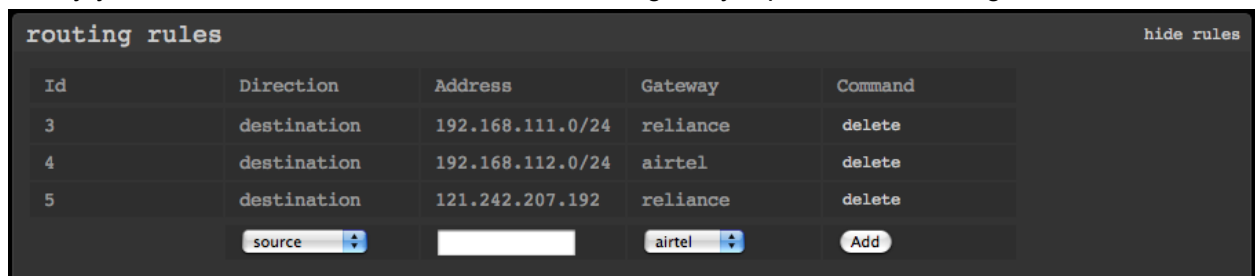 routing rules hide rules
Id Direction Address Gateway Command
3 destination 192.168.111.0/24 reliance delete
4 destination 192.168.112.0/24 airtel delete
5 destination 121.242.207.192 reliance delete
source airtel Add